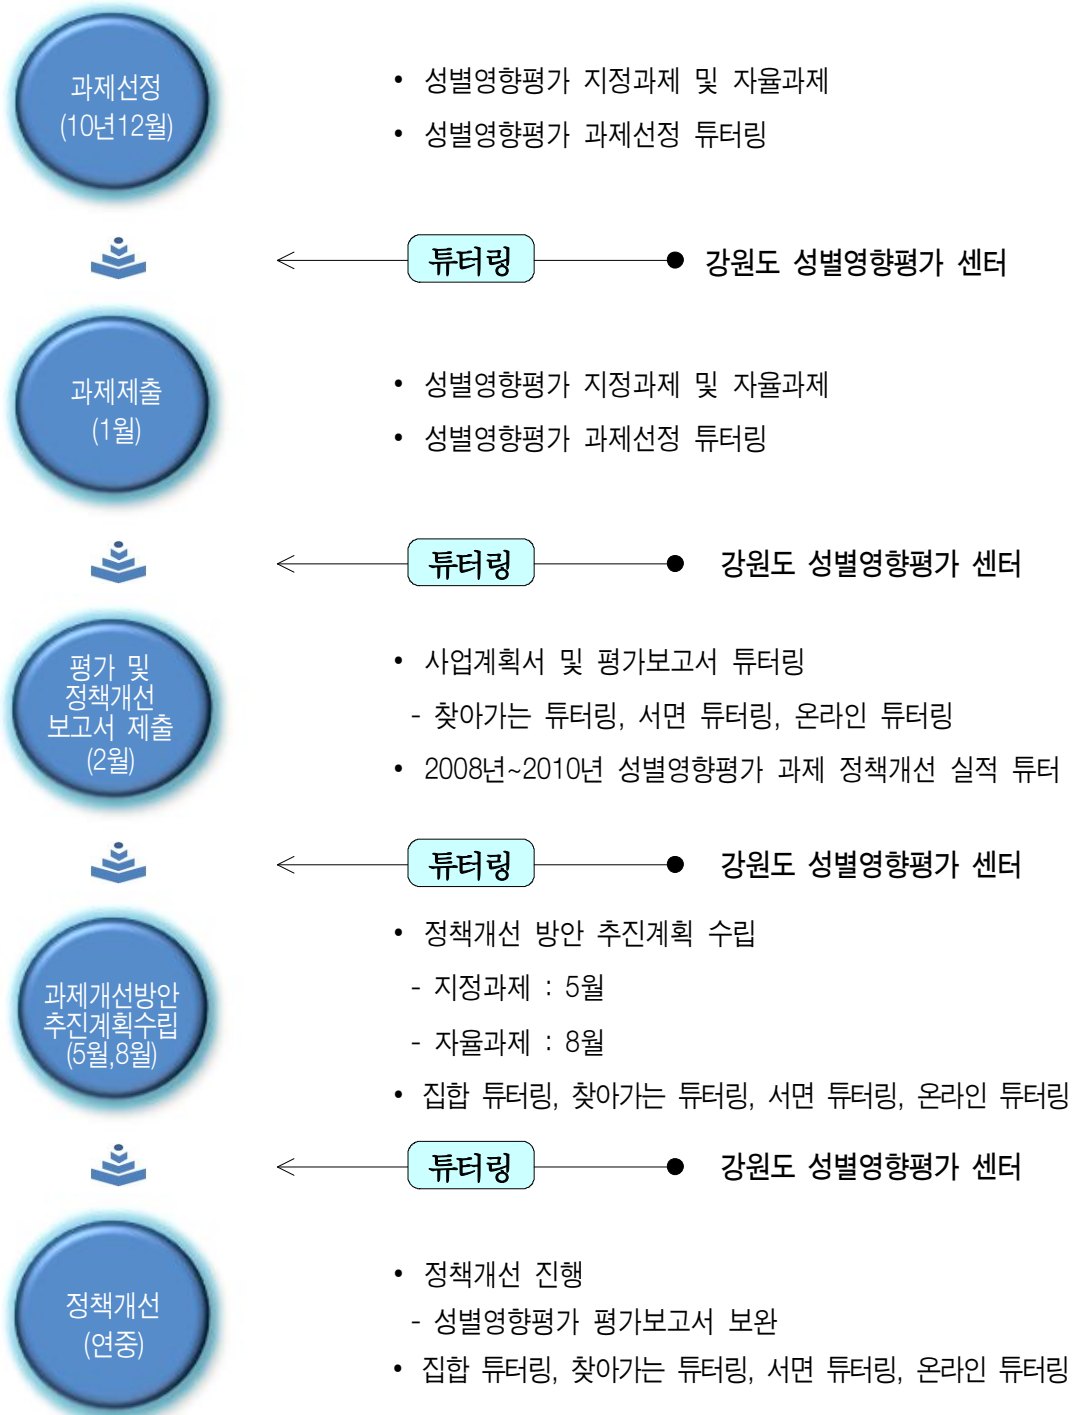 과제선정
(10년12월)
• 성별영향평가 지정과제 및 자율과제
• 성별영향평가 과제선정 튜터링
튜터링
강원도 성별영향평가 센터
과제제출
(1월)
• 성별영향평가 지정과제 및 자율과제
• 성별영향평가 과제선정 튜터링
튜터링
강원도 성별영향평가 센터
평가 및
정책개선
보고서 제출
(2월)
• 사업계획서 및 평가보고서 튜터링
- 찾아가는 튜터링, 서면 튜터링, 온라인 튜터링
• 2008년~2010년 성별영향평가 과제 정책개선 실적 튜터
튜터링
강원도 성별영향평가 센터
과제개선방안
추진계획수립
(5월,8월)
• 정책개선 방안 추진계획 수립
- 지정과제 : 5월
- 자율과제 : 8월
• 집합 튜터링, 찾아가는 튜터링, 서면 튜터링, 온라인 튜터링
튜터링
강원도 성별영향평가 센터
정책개선
(연중)
• 정책개선 진행
- 성별영향평가 평가보고서 보완
• 집합 튜터링, 찾아가는 튜터링, 서면 튜터링, 온라인 튜터링